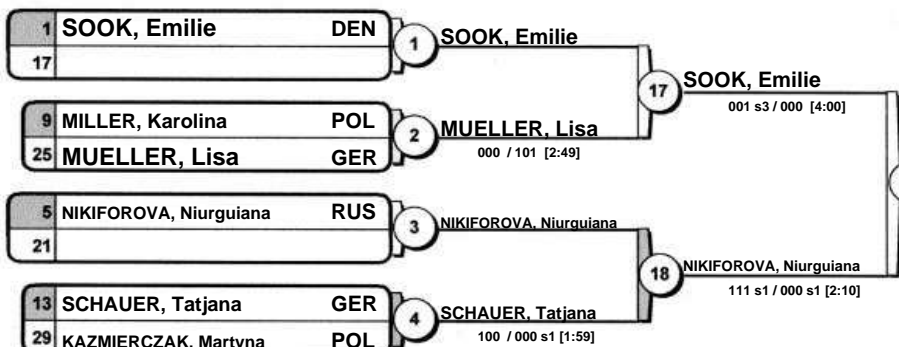 1 SOOK, Emilie DEN
17
1
SOOK, Emilie
9 MILLER, Karolina POL
25 MUELLER, Lisa GER
2
MUELLER, Lisa
000 / 101 [2:49]
17
SOOK, Emilie
001 s3 / 000 [4:00]
5 NIKIFOROVA, Niurguiana RUS
21
3
NIKIFOROVA, Niurguiana
13 SCHAUER, Tatjana GER
29 KAZMIERCZAK, Martyna POL
4
SCHAUER, Tatjana
100 / 000 s1 [1:59]
18
NIKIFOROVA, Niurguiana
111 s1 / 000 s1 [2:10]